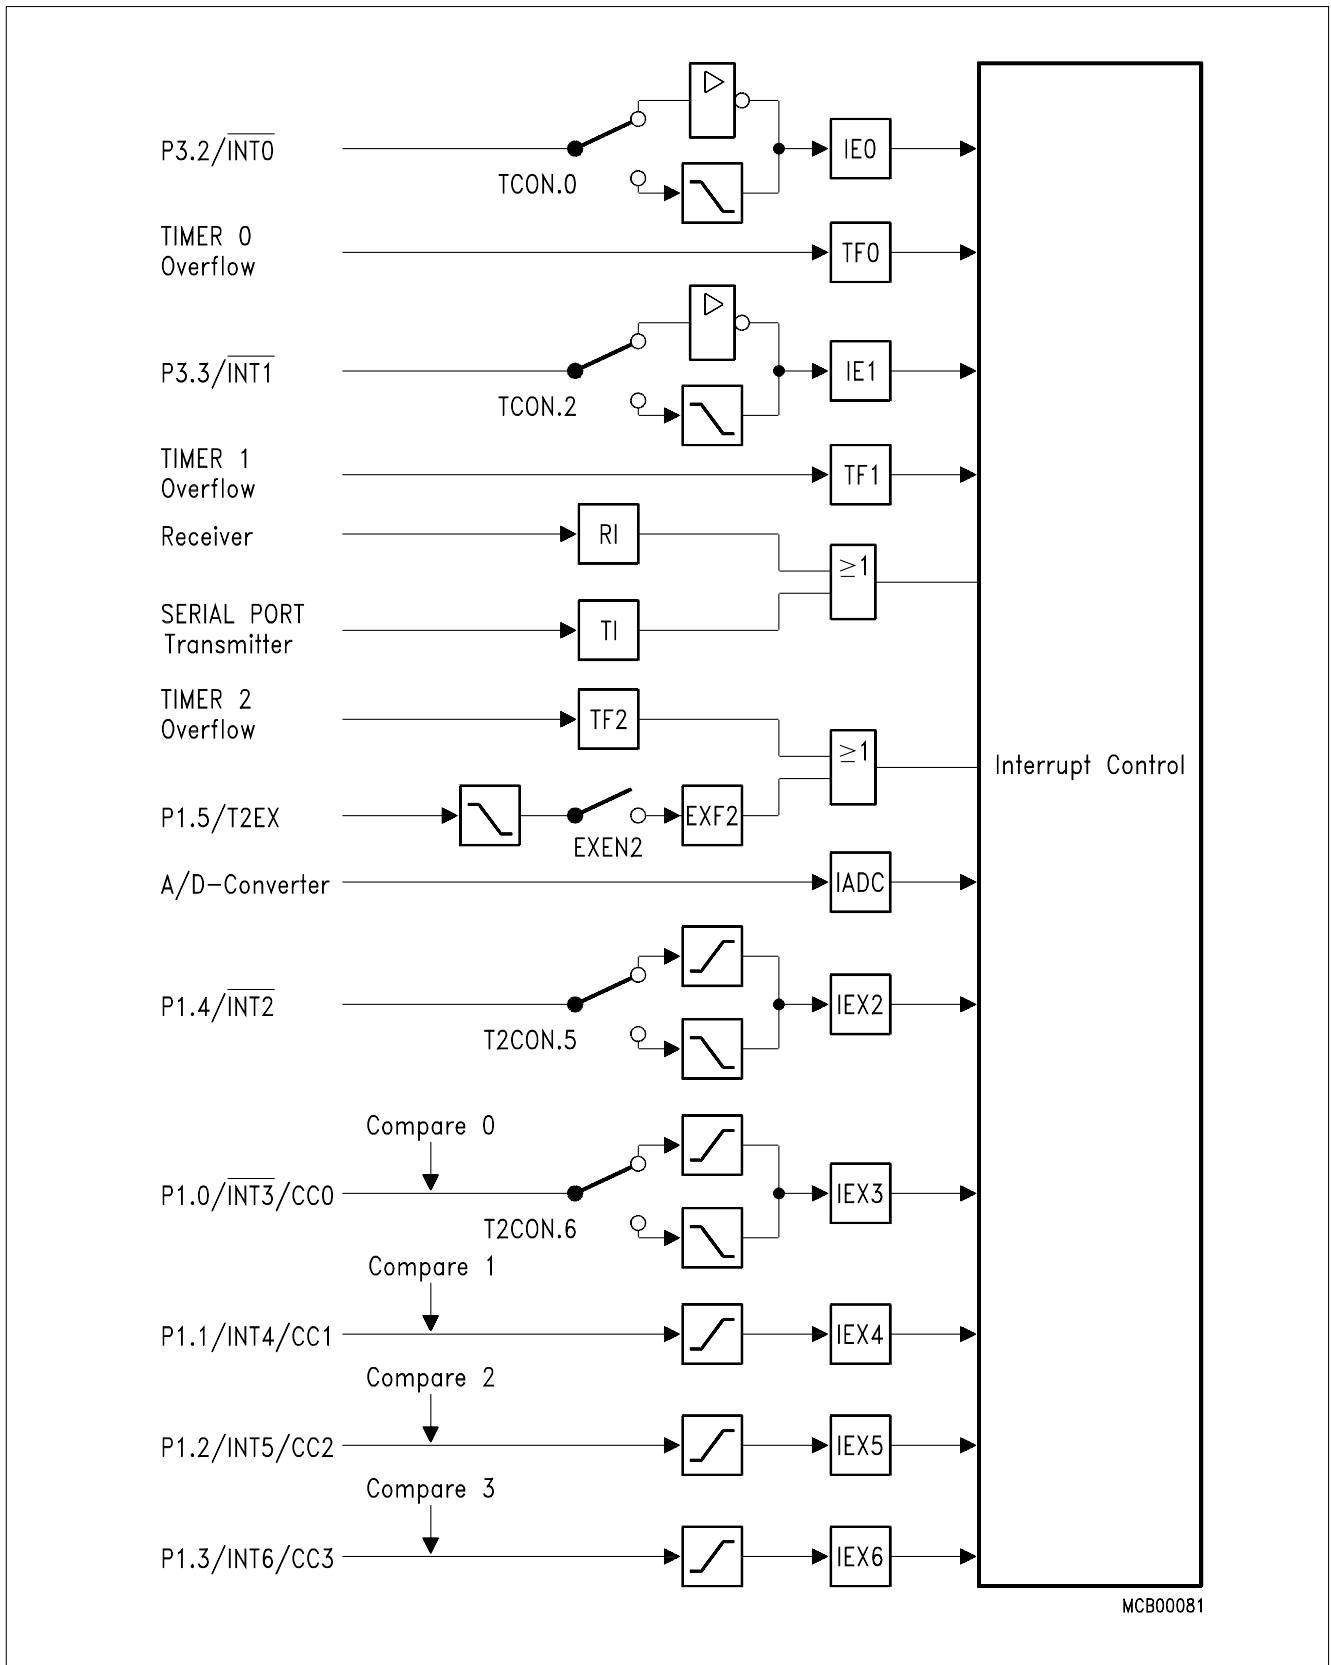 P3.2/INT0
TCON.0
IE0
TIMER 0
Overflow
TF0
P3.3/INT1
TCON.2
IE1
TIMER 1
Overflow
TF1
Receiver
RI
≥1
SERIAL PORT
Transmitter
TI
TIMER 2
Overflow
TF2
≥1
Interrupt Control
P1.5/T2EX
EXEN2
EXF2
A/D-Converter
IADC
P1.4/INT2
T2CON.5
IEX2
Compare 0
P1.0/INT3/CC0
T2CON.6
IEX3
Compare 1
P1.1/INT4/CC1
IEX4
Compare 2
P1.2/INT5/CC2
IEX5
Compare 3
P1.3/INT6/CC3
IEX6
MCB00081